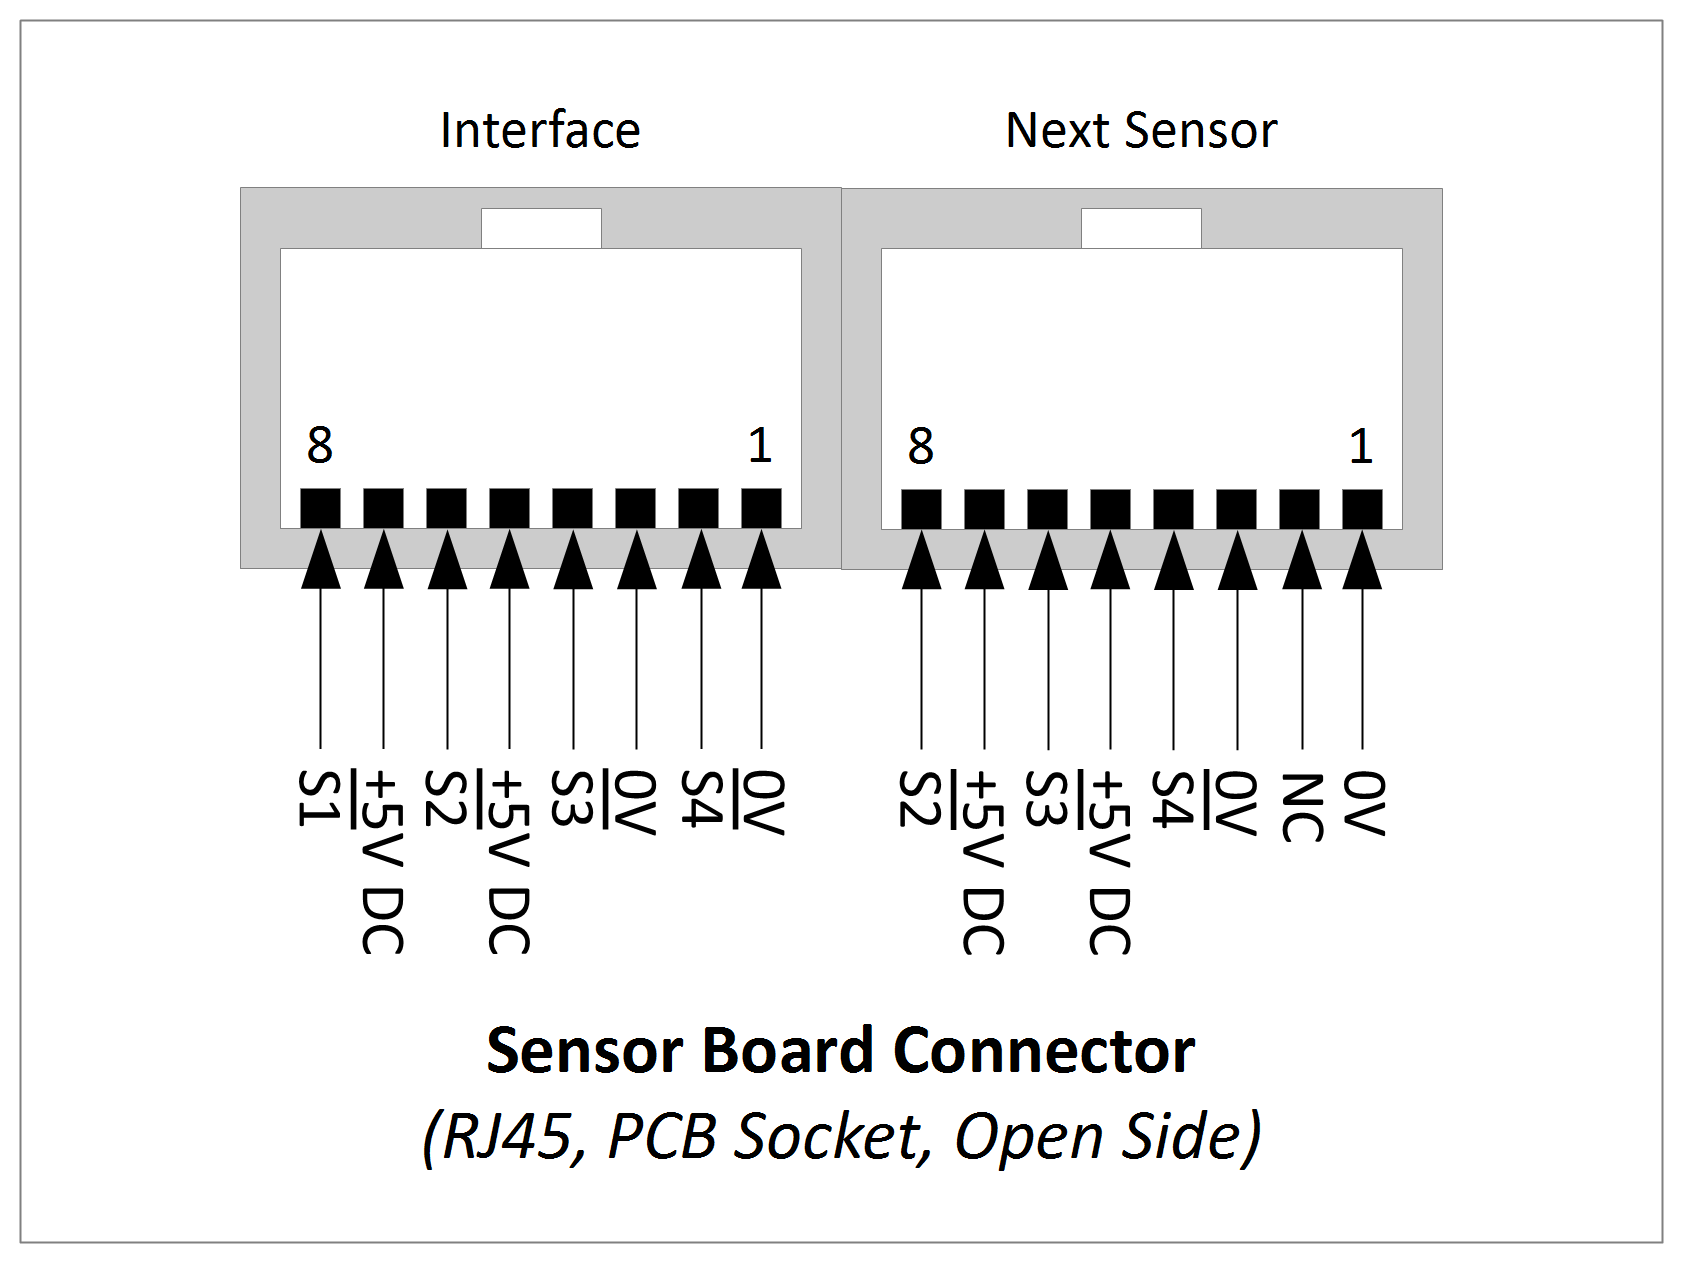 Interface
Next Sensor
8
1
8
1
S1
+5V DC
S2
+5V DC
S3
0V
S4
0V
S2
+5V DC
S3
+5V DC
S4
0V
NC
0V
Sensor Board Connector
(RJ45, PCB Socket, Open Side)